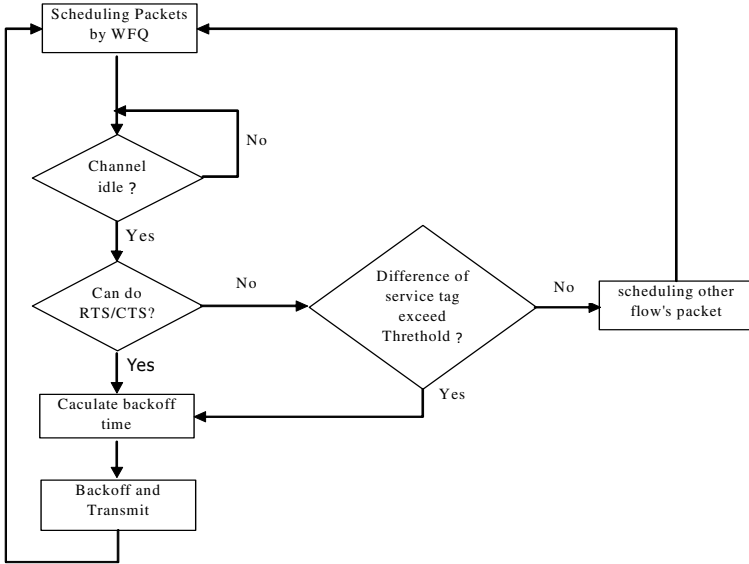 Scheduling Packets
by WFQ
No
Channel
idle ?
Yes
Can do
RTS/CTS?
No
Difference of
service tag
exceed
Threthold ?
No
scheduling other
flow's packet
Yes
Yes
Caculate backoff
time
Backoff and
Transmit